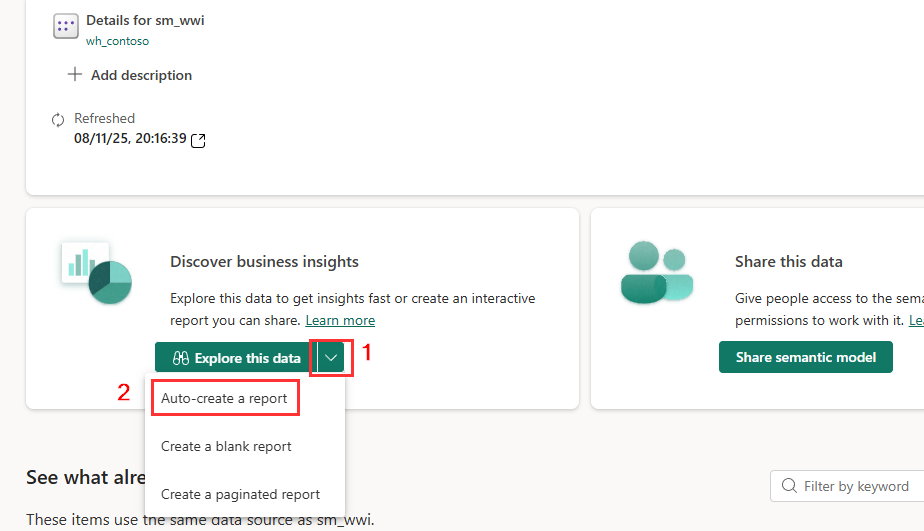 Details for sm_wwi
wh_contoso
Add description
Refreshed
08/11/25, 20:16:39
Discover business insights
Explore this data to get insights fast or create an interactive
report you can share. Learn more
Explore this data
1
2
Auto-create a report
Create a blank report
Create a paginated report
Share this data
Give people access to the sema
permissions to work with it. Le
Share semantic model
See what alre
Filter by keyword
These items use the same data source as sm_wwi.